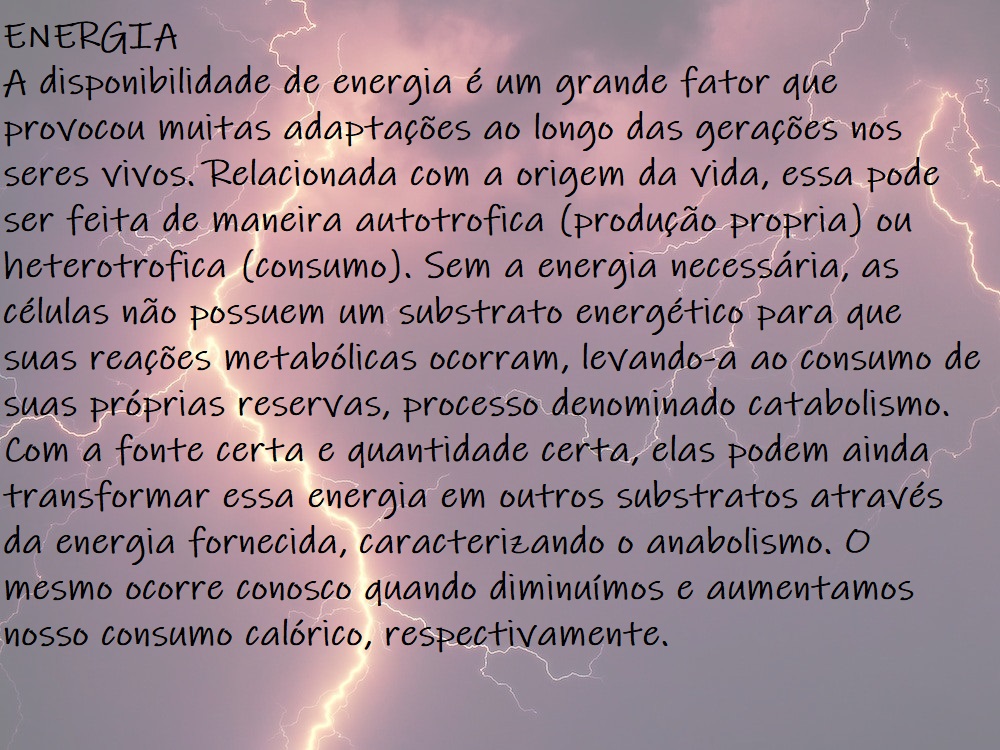 ENERGIA
A disponibilidade de energia é um grande fator que
provocou muitas adaptações ao longo das gerações nos
seres vivos. Relacionada com a origem da vida, essa pode
ser feita de maneira autotrofica (produção propria) ou
heterotrofica (consumo). Sem a energia necessária, as
células não possuem um substrato energético para que
suas reações metabólicas ocorram, levando-a ao consumo de
suas próprias reservas, processo denominado catabolismo.
Com a fonte certa e quantidade certa, elas podem ainda
transformar essa energia em outros substratos através
da energia fornecida, caracterizando o anabolismo. O
mesmo ocorre conosco quando diminuímos e aumentamos
nosso consumo calórico, respectivamente.